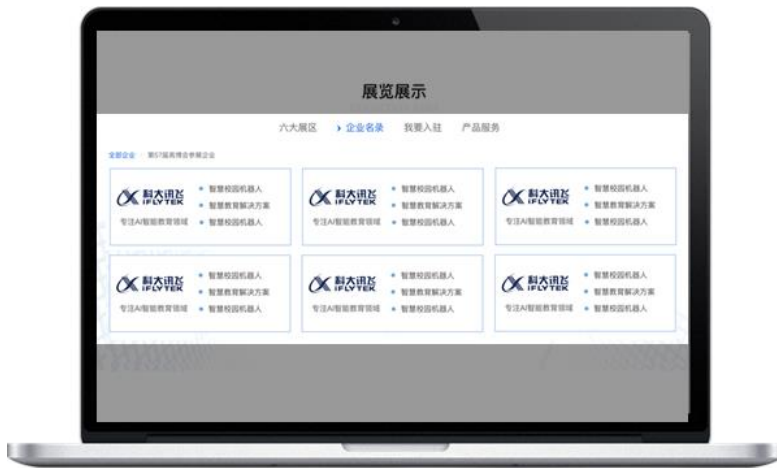 展览展示
六大展区 企业名录 我要入驻 产品服务
全部企业 第57届高博会参展企业
科大讯飞
IFLYTEK
专注AI智能教育领域
智慧校园机器人
智慧教育解决方案
智慧校园机器人
科大讯飞
IFLYTEK
专注AI智能教育领域
智慧校园机器人
智慧教育解决方案
智慧校园机器人
科大讯飞
IFLYTEK
专注AI智能教育领域
智慧校园机器人
智慧教育解决方案
智慧校园机器人
科大讯飞
IFLYTEK
专注AI智能教育领域
智慧校园机器人
智慧教育解决方案
智慧校园机器人
科大讯飞
IFLYTEK
专注AI智能教育领域
智慧校园机器人
智慧教育解决方案
智慧校园机器人
科大讯飞
IFLYTEK
专注AI智能教育领域
智慧校园机器人
智慧教育解决方案
智慧校园机器人